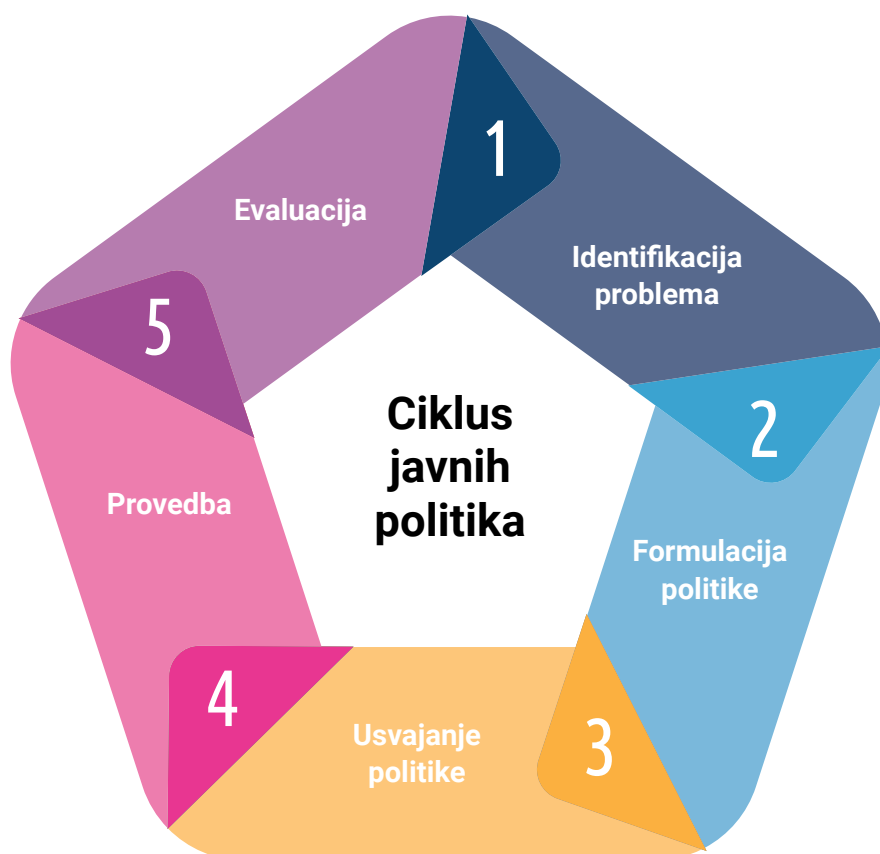 Ciklus
javnih
politika
1
Identifikacija
problema
2
Formulacija
politike
3
Usvajanje
politike
4
Provedba
5
Evaluacija